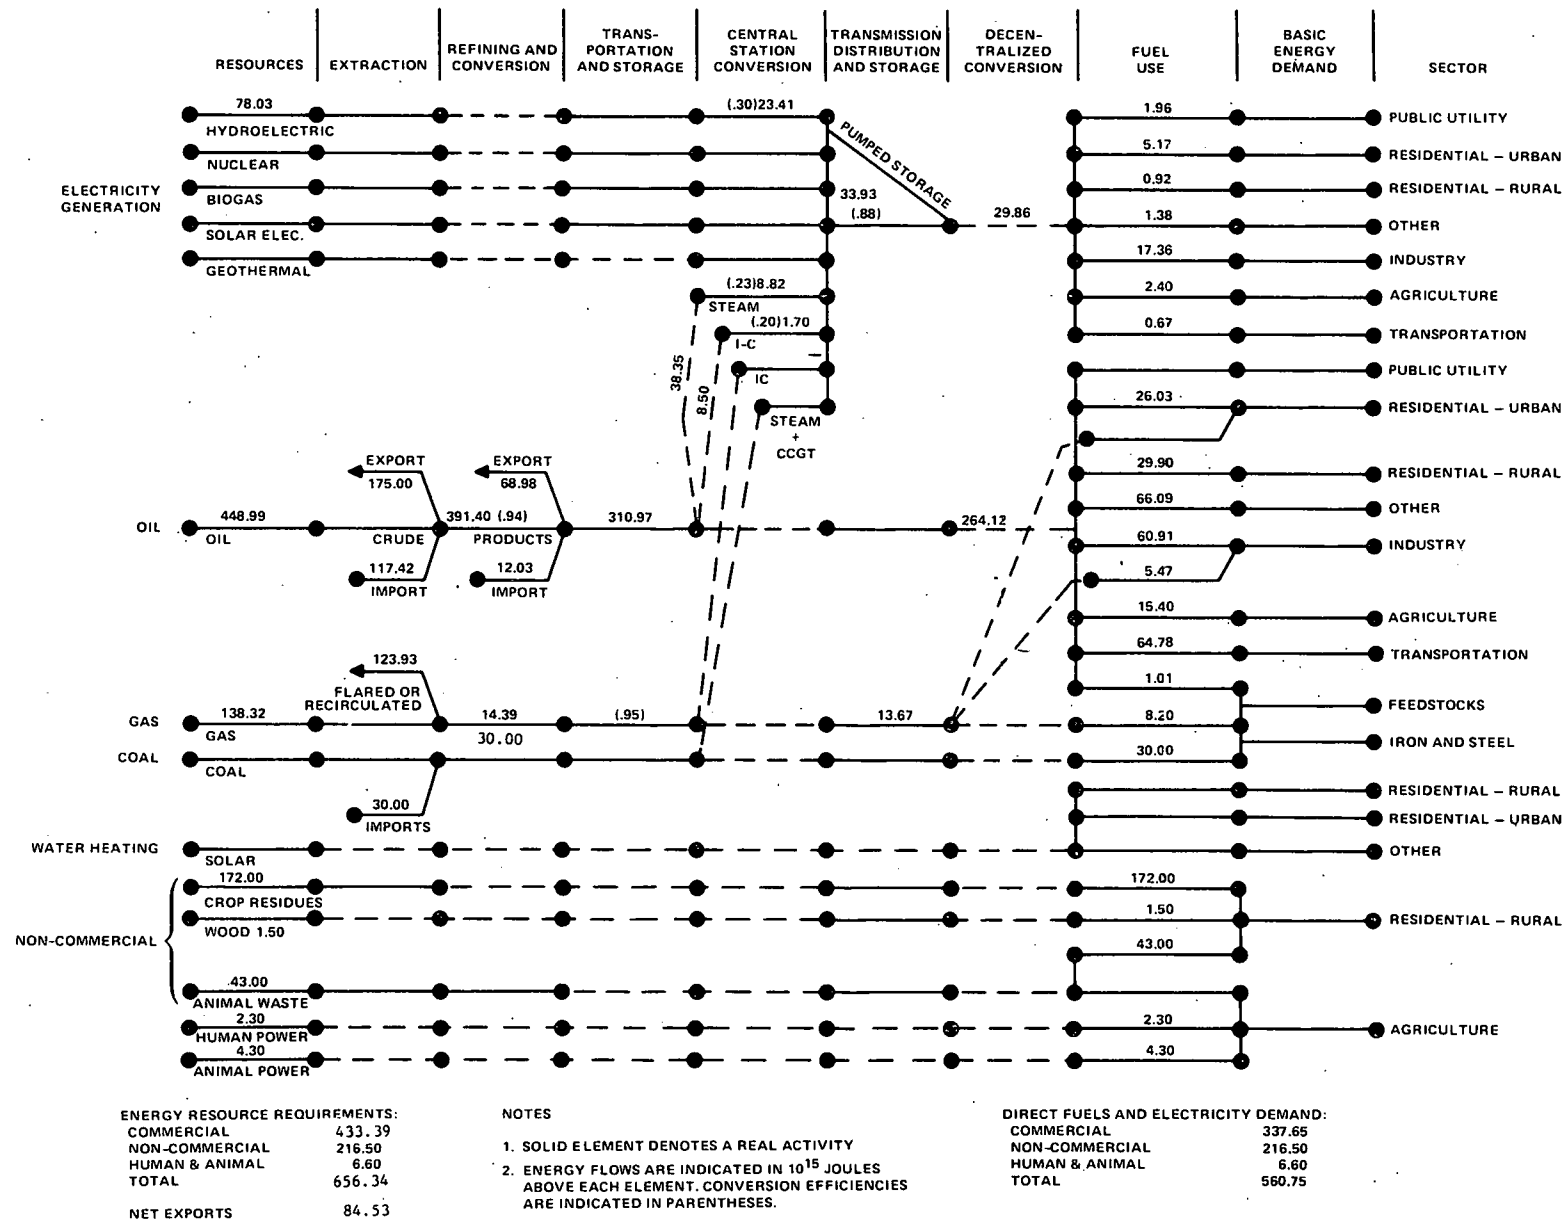 RESOURCES
EXTRACTION
REFINING AND
CONVERSION
TRANS-
PORTATION
AND STORAGE
CENTRAL
STATION
CONVERSION
TRANSMISSION
DISTRIBUTION
AND STORAGE
DECEN-
TRALIZED
CONVERSION
FUEL
USE
BASIC
ENERGY
DEMAND
SECTOR
78.03
(.30)23.41
1.96
PUBLIC UTILITY
HYDROELECTRIC
PUMPED STORAGE
5.17
RESIDENTIAL – URBAN
NUCLEAR
ELECTRICITY
GENERATION
0.92
RESIDENTIAL – RURAL
BIOGAS
33.93
(.88)
29.86
1.38
OTHER
SOLAR ELEC.
17.36
INDUSTRY
GEOTHERMAL
(.23)8.82
STEAM
2.40
AGRICULTURE
(.20)1.70
I-C
0.67
TRANSPORTATION
38.35
8.50
IC
PUBLIC UTILITY
STEAM
+
CCGT
26.03
RESIDENTIAL – URBAN
EXPORT
175.00
EXPORT
68.98
29.90
RESIDENTIAL – RURAL
66.09
OTHER
OIL
448.99
OIL
CRUDE
391.40 (.94)
PRODUCTS
310.97
264.12
60.91
INDUSTRY
117.42
IMPORT
12.03
IMPORT
5.47
15.40
AGRICULTURE
64.78
TRANSPORTATION
123.93
FLARED OR
RECIRCULATED
1.01
FEEDSTOCKS
GAS
138.32
GAS
14.39
(.95)
13.67
8.20
IRON AND STEEL
COAL
COAL
30.00
30.00
30.00
IMPORTS
RESIDENTIAL – RURAL
RESIDENTIAL – URBAN
WATER HEATING
SOLAR
OTHER
172.00
CROP RESIDUES
172.00
NON-COMMERCIAL
WOOD 1.50
1.50
RESIDENTIAL – RURAL
43.00
43.00
ANIMAL WASTE
2.30
HUMAN POWER
2.30
AGRICULTURE
4.30
ANIMAL POWER
4.30
ENERGY RESOURCE REQUIREMENTS:
COMMERCIAL 433.39
NON-COMMERCIAL 216.50
HUMAN & ANIMAL 6.60
TOTAL 656.34
NET EXPORTS 84.53
NOTES
1. SOLID ELEMENT DENOTES A REAL ACTIVITY
2. ENERGY FLOWS ARE INDICATED IN 10¹⁵ JOULES
ABOVE EACH ELEMENT. CONVERSION EFFICIENCIES
ARE INDICATED IN PARENTHESES.
DIRECT FUELS AND ELECTRICITY DEMAND:
COMMERCIAL 337.65
NON-COMMERCIAL 216.50
HUMAN & ANIMAL 6.60
TOTAL 560.75